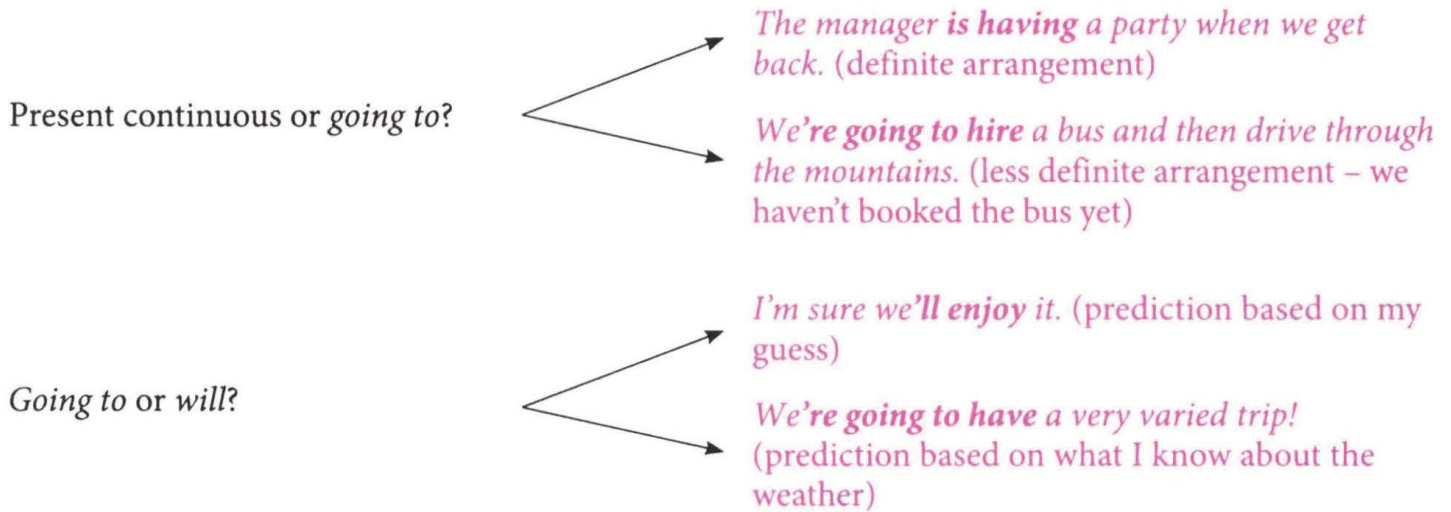 The manager is having a party when we get
back. (definite arrangement)
Present continuous or going to?
We're going to hire a bus and then drive through
the mountains. (less definite arrangement – we
haven't booked the bus yet)
I'm sure we'll enjoy it. (prediction based on my
guess)
Going to or will?
We're going to have a very varied trip!
(prediction based on what I know about the
weather)